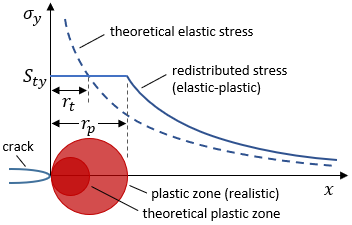 σy
theoretical elastic stress
redistributed stress
(elastic-plastic)
Sty
rt
rp
crack
x
plastic zone (realistic)
theoretical plastic zone